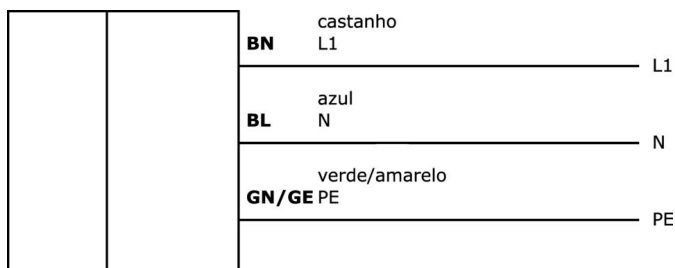 castanho
BN L1
L1
azul
BL N
N
verde/amarelo
GN/GE PE
PE